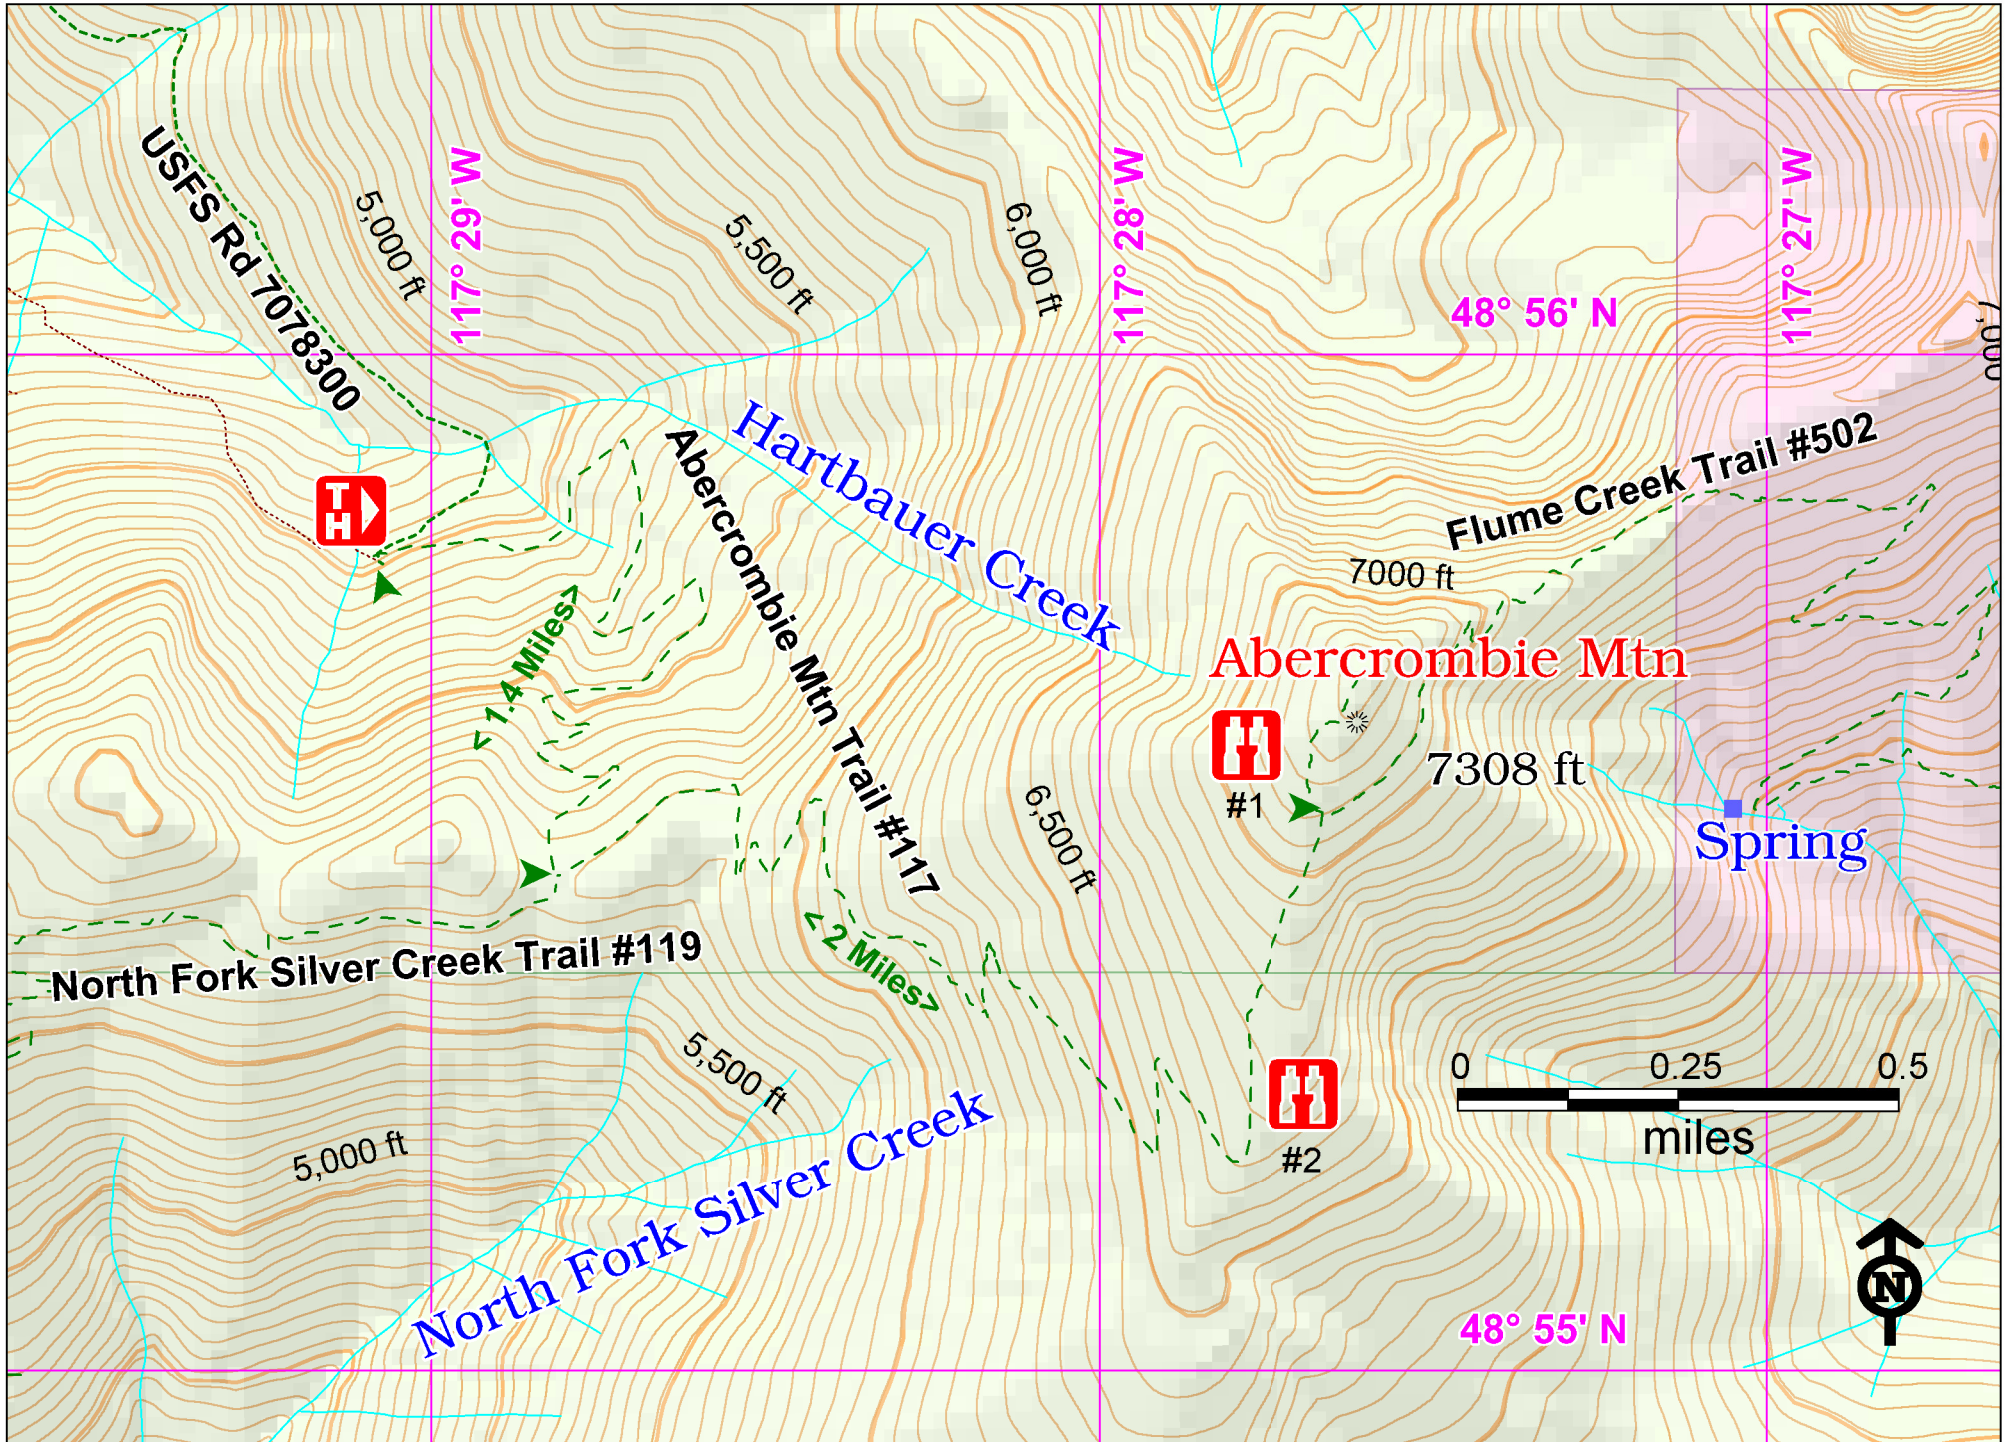 USFS Rd 7078300
5,000 ft
117° 29' W
5,500 ft
6,000 ft
117° 28' W
48° 56' N
117° 27' W
7,000
TH
Abercrombie Mtn Trail #117
Hartbauer Creek
Flume Creek Trail #502
7000 ft
< 1.4 Miles>
Abercrombie Mtn
7308 ft
#1
6,500 ft
Spring
North Fork Silver Creek Trail #119
< 2 Miles>
5,500 ft
5,000 ft
North Fork Silver Creek
#2
0 0.25 0.5
miles
N
48° 55' N